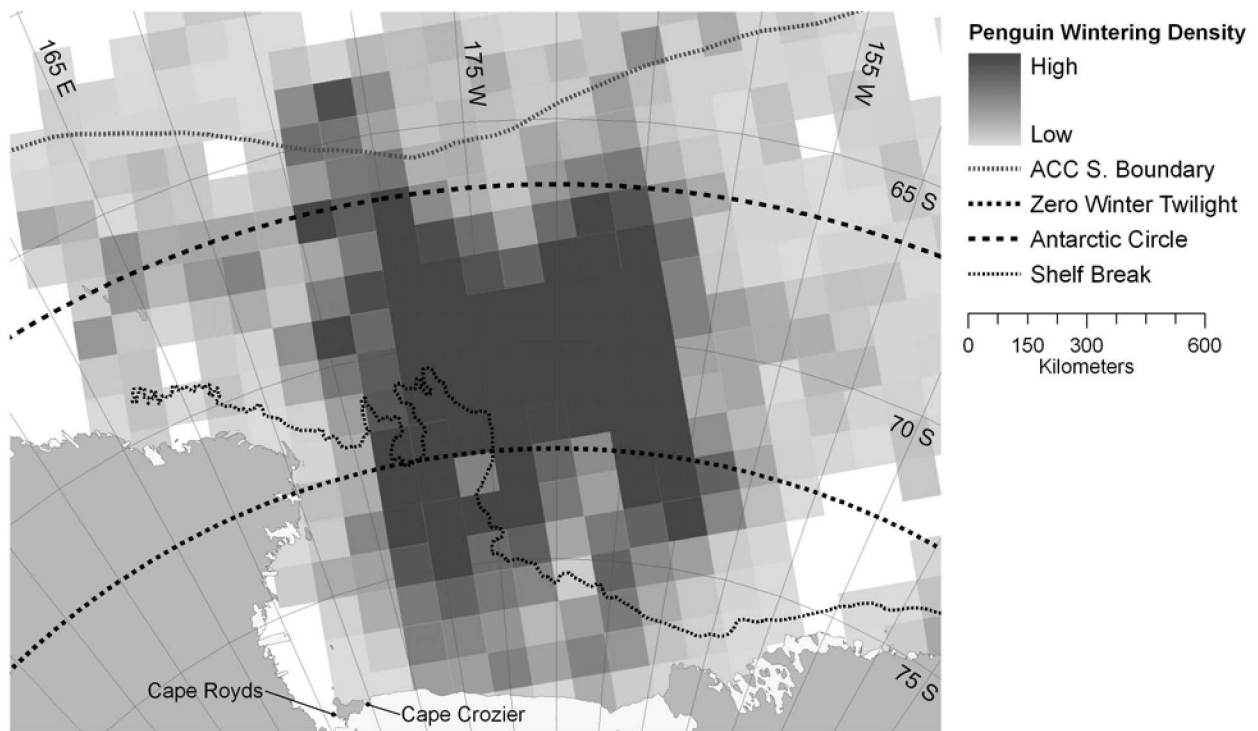 165 E
175 W
155 W
65 S
70 S
75 S
Cape Royds
Cape Crozier
Penguin Wintering Density
High
Low
ACC S. Boundary
Zero Winter Twilight
Antarctic Circle
Shelf Break
0 150 300 600
Kilometers